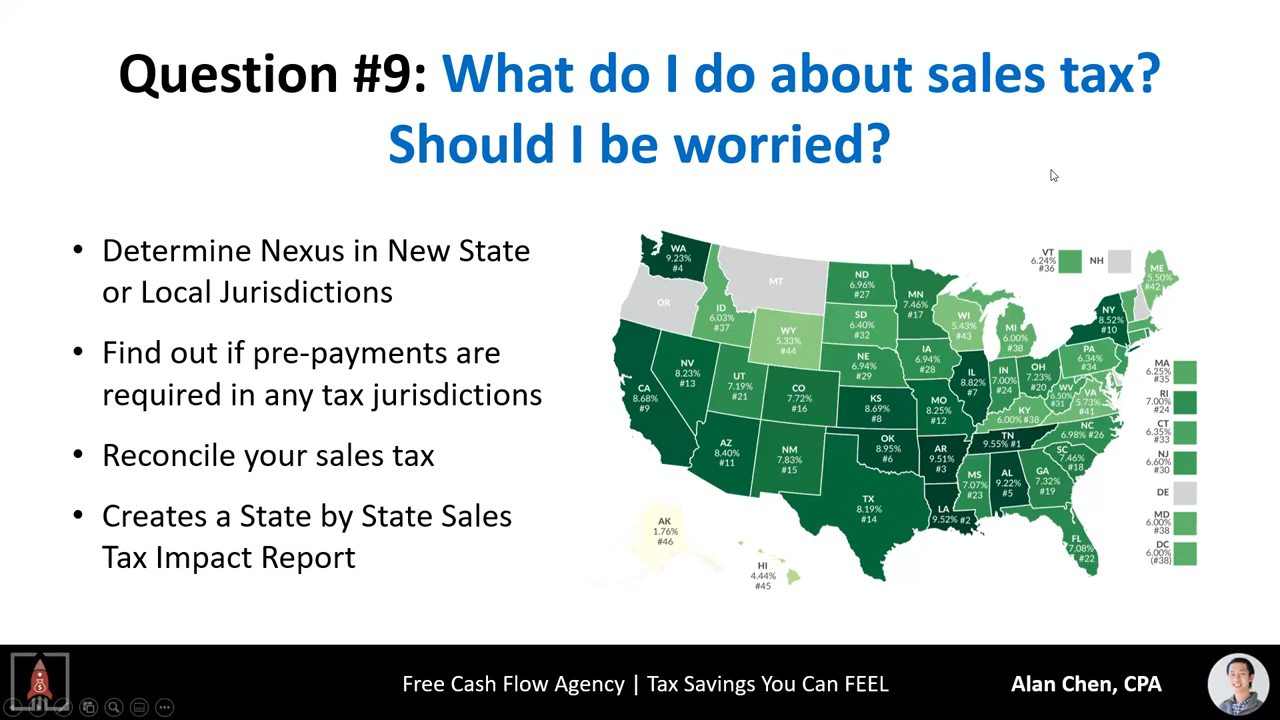 Question #9: What do I do about sales tax?
Should I be worried?
• Determine Nexus in New State
or Local Jurisdictions
• Find out if pre-payments are
required in any tax jurisdictions
• Reconcile your sales tax
• Creates a State by State Sales
Tax Impact Report
WA
9.23%
#4
OR
CA
8.68%
#9
NV
8.23%
#13
ID
6.03%
#37
MT
WY
5.33%
#44
UT
7.19%
#21
AZ
8.40%
#11
CO
7.72%
#16
NM
7.83%
#15
ND
6.96%
#27
SD
6.40%
#32
NE
6.94%
#29
KS
8.69%
#8
OK
8.95%
#6
TX
8.19%
#14
MN
7.46%
#17
IA
6.94%
#28
MO
8.25%
#12
AR
9.51%
#3
LA
9.52% #2
WI
5.43%
#43
IL
8.82%
#7
MI
6.00%
#38
IN
7.00%
#24
OH
7.23%
#20
KY
6.00% #38
TN
9.55% #1
MS
7.07%
#23
AL
9.22%
#5
GA
7.32%
#19
FL
7.08%
#22
SC
7.46%
#18
NC
6.98% #26
VA
5.73%
#41
WV
6.50%
#31
PA
6.34%
#34
NY
8.52%
#10
ME
5.50%
#42
VT
6.24%
#36
NH
MA
6.25%
#35
RI
7.00%
#24
CT
6.35%
#33
NJ
6.60%
#30
DE
MD
6.00%
#38
DC
6.00%
(#38)
AK
1.76%
#46
HI
4.44%
#45
Free Cash Flow Agency | Tax Savings You Can FEEL
Alan Chen, CPA